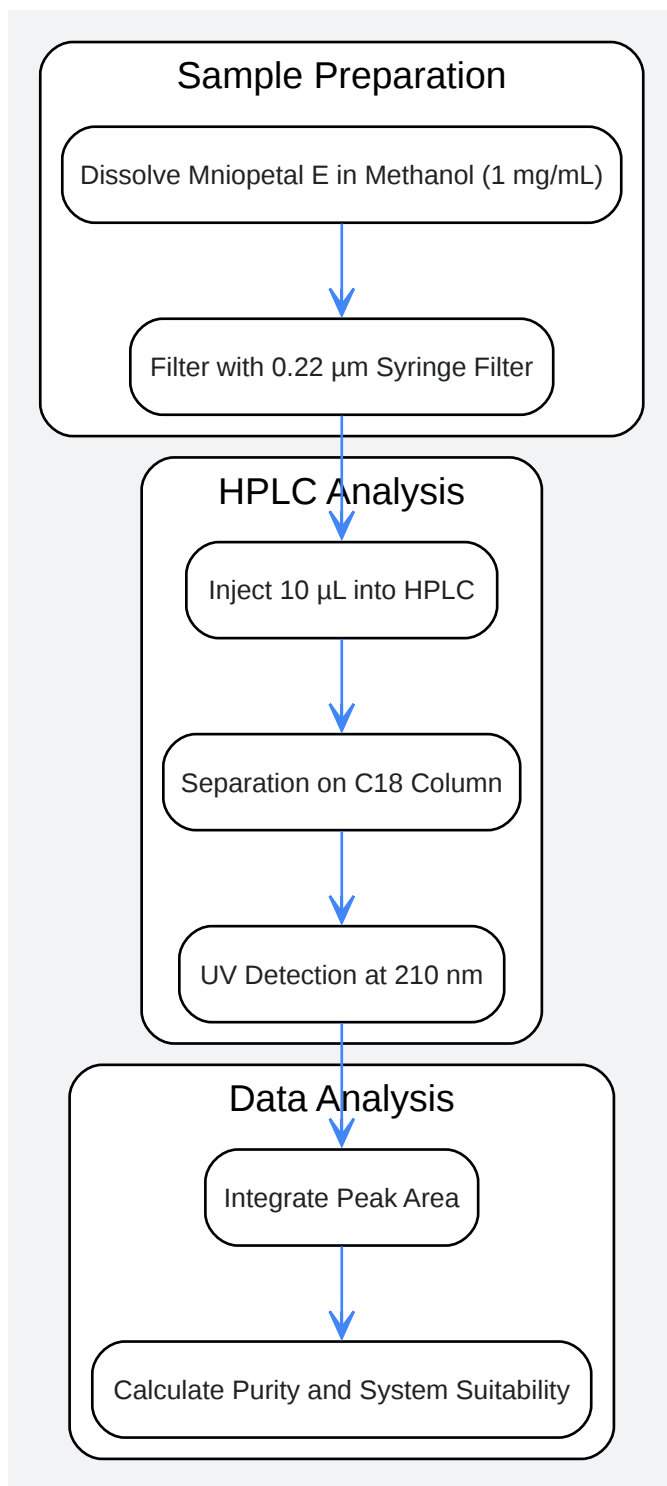 Sample Preparation
Dissolve Mniopetal E in Methanol (1 mg/mL)
Filter with 0.22 µm Syringe Filter
HPLC Analysis
Inject 10 µL into HPLC
Separation on C18 Column
UV Detection at 210 nm
Data Analysis
Integrate Peak Area
Calculate Purity and System Suitability